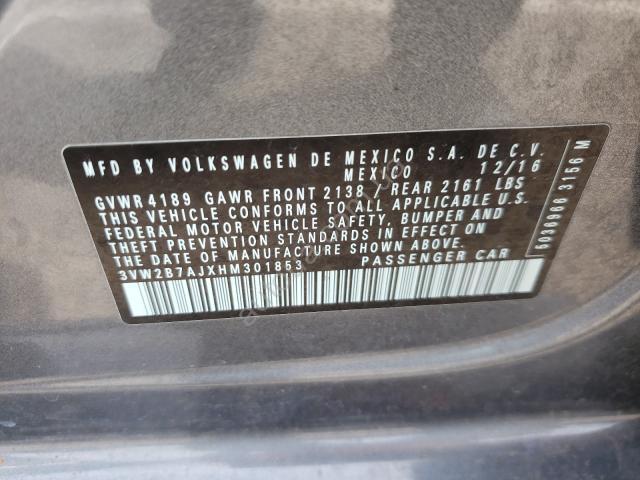 MFD BY VOLKSWAGEN DE MEXICO S.A. DE C.V.
MEXICO 12/16
GVWR4189 GAWR FRONT 2138 / REAR 2161 LBS
THIS VEHICLE CONFORMS TO ALL APPLICABLE U.S.
FEDERAL MOTOR VEHICLE SAFETY, BUMPER AND
THEFT PREVENTION STANDARDS IN EFFECT ON
THE DATE OF MANUFACTURE SHOWN ABOVE.
3VW2B7AJXHM301853 PASSENGER CAR
5038966 3156 M